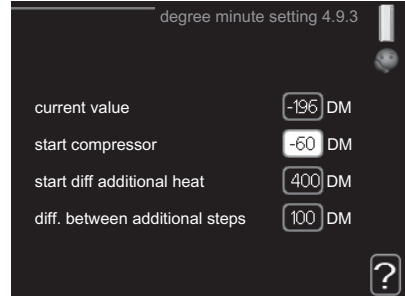 degree minute setting 4.9.3
current value -196 DM
start compressor -60 DM
start diff additional heat 400 DM
diff. between additional steps 100 DM
?